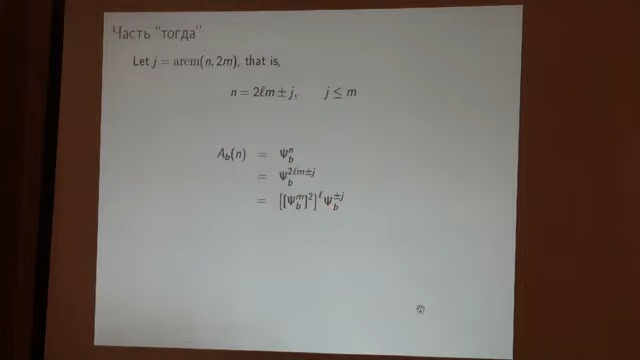 Часть "тогда"
Let j = arem(n, 2m), that is,
n = 2ℓm ± j, j ≤ m
A_b(n) = Ψ_b^n
= Ψ_b^{2ℓm±j}
= [[Ψ_b^m]^2]^ℓ Ψ_b^{±j}